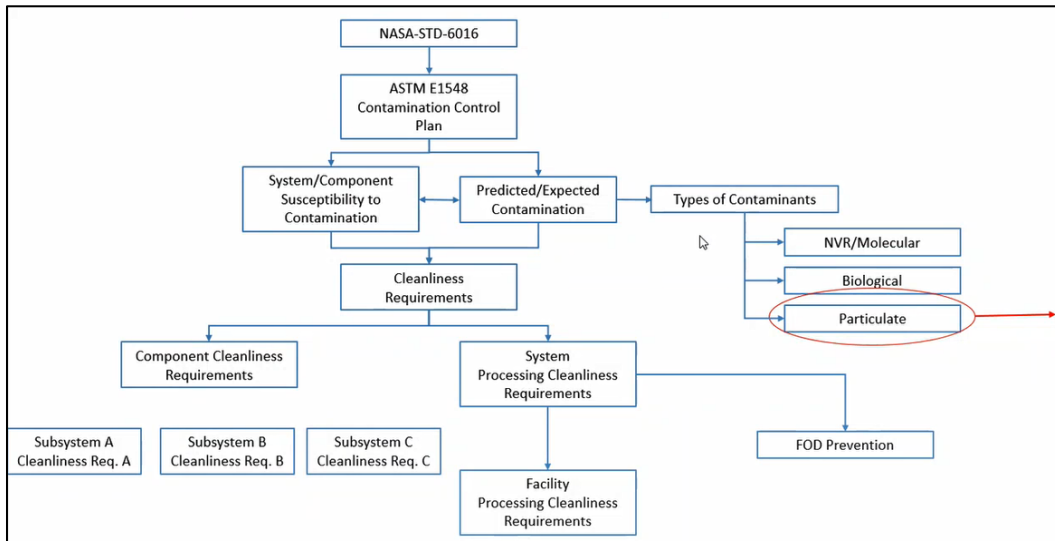 NASA-STD-6016
ASTM E1548
Contamination Control
Plan
System/Component
Susceptibility to
Contamination
Predicted/Expected
Contamination
Types of Contaminants
NVR/Molecular
Biological
Particulate
Cleanliness
Requirements
Component Cleanliness
Requirements
System
Processing Cleanliness
Requirements
Subsystem A
Cleanliness Req. A
Subsystem B
Cleanliness Req. B
Subsystem C
Cleanliness Req. C
FOD Prevention
Facility
Processing Cleanliness
Requirements